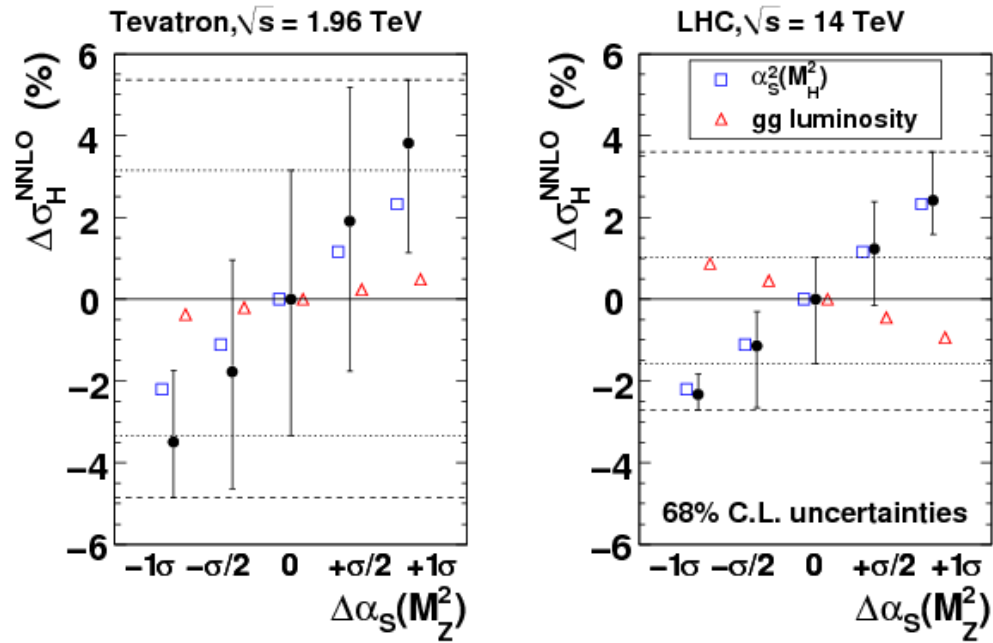 Tevatron,√s = 1.96 TeV
Δσ_H^NNLO (%)
6
4
2
0
−2
−4
−6
−1σ −σ/2 0 +σ/2 +1σ
Δα_S(M_Z^2)
LHC,√s = 14 TeV
Δσ_H^NNLO (%)
6
4
2
0
−2
−4
−6
α_S^2(M_H^2)
gg luminosity
68% C.L. uncertainties
−1σ −σ/2 0 +σ/2 +1σ
Δα_S(M_Z^2)